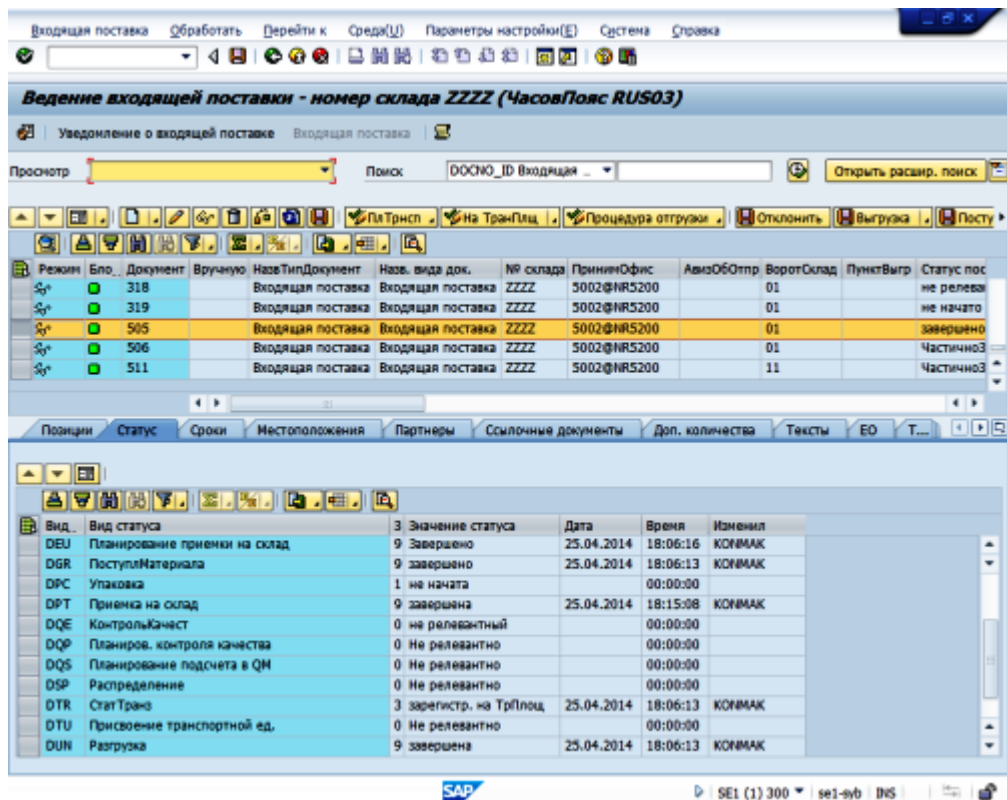 Входящая поставка Обработать Перейти к Среда(U) Параметры настройки(E) Система Справка
Ведение входящей поставки - номер склада ZZZZ (ЧасовПояс RUS03)
Уведомление о входящей поставке Входящая поставка
Просмотр Поиск DOCNO_ID Входящая ... Открыть расшир. поиск
ПлТрнсп На ТранПлщ Процедура отгрузки Отклонить Выгрузка Посту
Режим Бло.. Документ Вручную НазвТипДокумент Назв. вида док. № склада ПринимОфис АвизОбОтпр ВоротСклад ПунктВыгр Статус пос
318 Входящая поставка Входящая поставка ZZZZ 5002@NR5200 01 не релева
319 Входящая поставка Входящая поставка ZZZZ 5002@NR5200 01 не начато
505 Входящая поставка Входящая поставка ZZZZ 5002@NR5200 01 завершено
506 Входящая поставка Входящая поставка ZZZZ 5002@NR5200 01 ЧастичноЗ
511 Входящая поставка Входящая поставка ZZZZ 5002@NR5200 11 ЧастичноЗ
Позиции Статус Сроки Местоположения Партнеры Ссылочные документы Доп. количества Тексты ЕО Т...
Вид.. Вид статуса З Значение статуса Дата Время Изменил
DEU Планирование приемки на склад 9 Завершено 25.04.2014 18:06:16 KONMAK
DGR ПоступлМатериала 9 завершено 25.04.2014 18:06:13 KONMAK
DPC Упаковка 1 не начата 00:00:00
DPT Приемка на склад 9 завершена 25.04.2014 18:15:08 KONMAK
DQE КонтрольКачест 0 не релевантный 00:00:00
DQP Планиров. контроля качества 0 Не релевантно 00:00:00
DQS Планирование подсчета в QM 0 Не релевантно 00:00:00
DSP Распределение 0 Не релевантно 00:00:00
DTR СтатТранз 3 зарегистр. на ТрПлощ 25.04.2014 18:06:13 KONMAK
DTU Присвоение транспортной ед. 0 Не релевантно 00:00:00
DUN Разгрузка 9 завершена 25.04.2014 18:06:13 KONMAK
SAP SE1 (1) 300 se1-syb INS